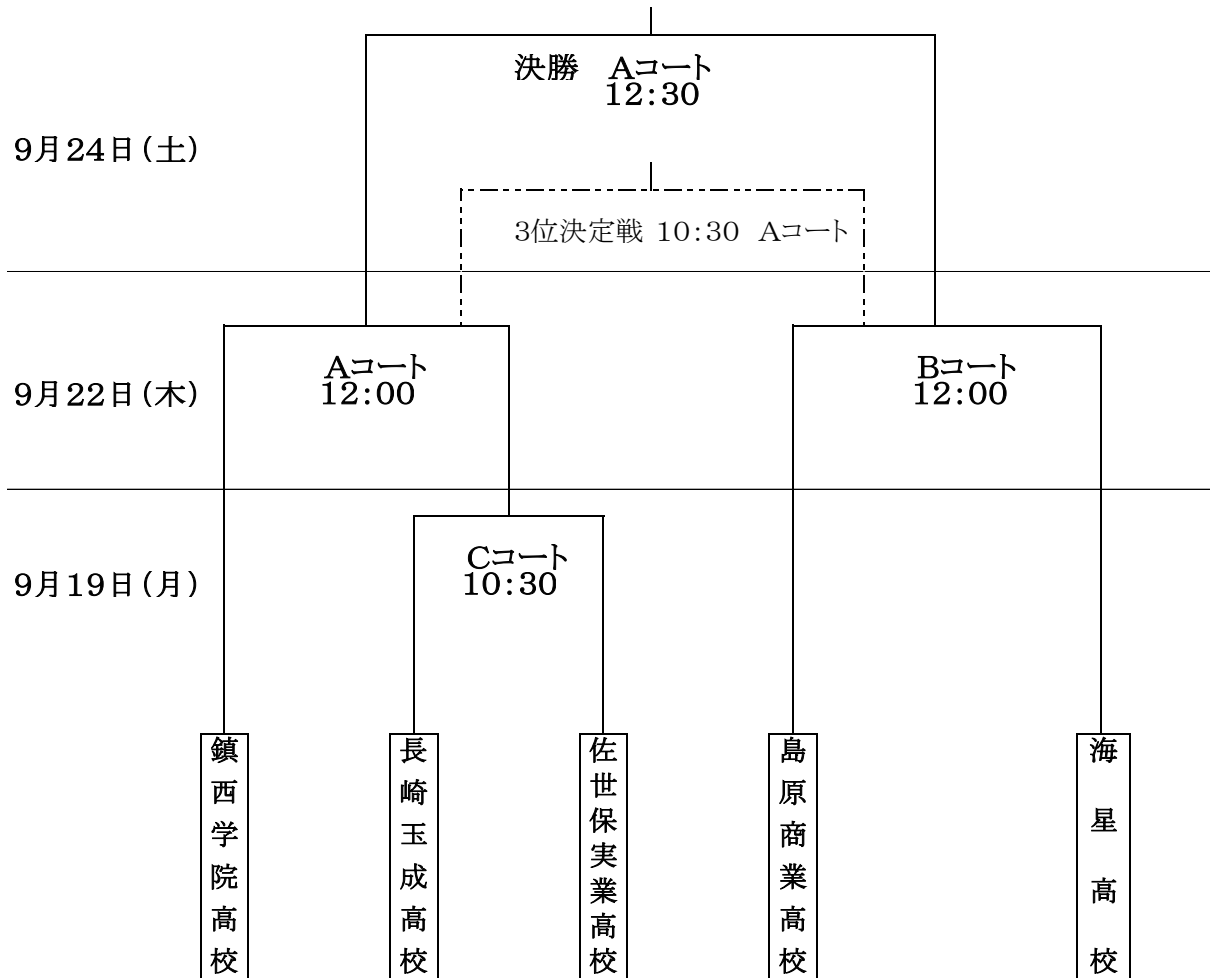 決勝　Aコート
12:30
9月24日(土)
3位決定戦 10:30 Aコート
Aコート
12:00
Bコート
12:00
9月22日(木)
Cコート
10:30
9月19日(月)
鎮西学院高校
長崎玉成高校
佐世保実業高校
島原商業高校
海星高校